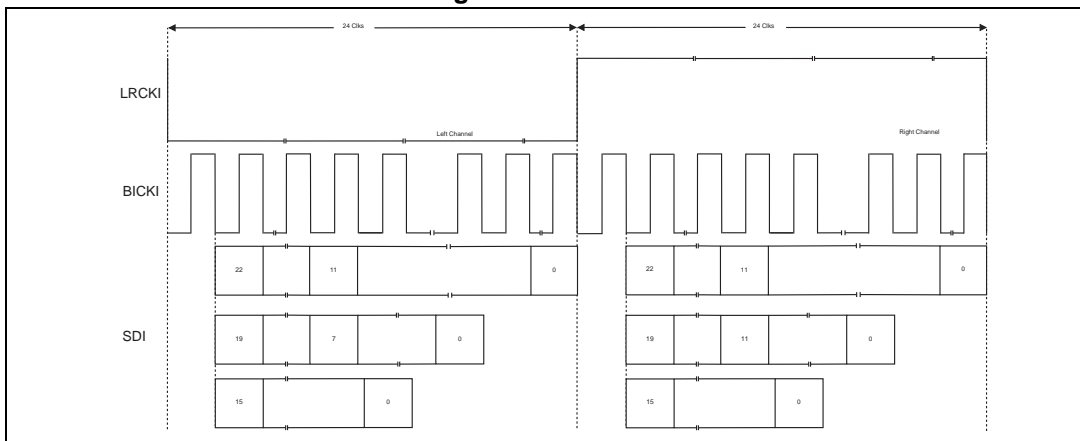 24 Clks 24 Clks
LRCKI
Left Channel Right Channel
BICKI
22 11 0 22 11 0
SDI
19 7 0 19 11 0
15 0 15 0